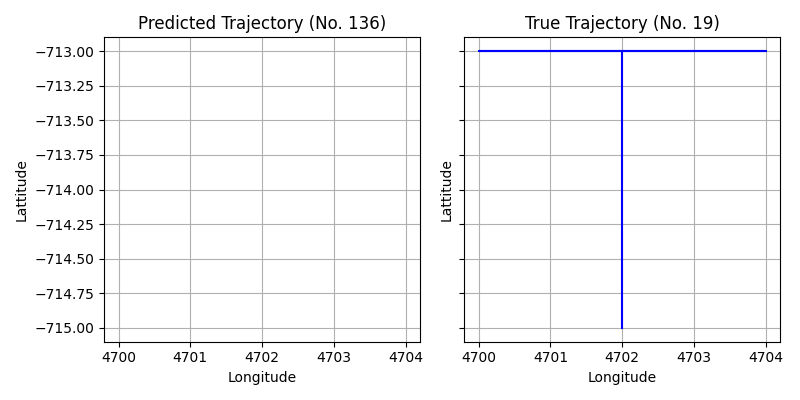 Predicted Trajectory (No. 136)
True Trajectory (No. 19)
−713.00
−713.25
−713.50
−713.75
−714.00
−714.25
−714.50
−714.75
−715.00
Lattitude
Lattitude
4700 4701 4702 4703 4704
4700 4701 4702 4703 4704
Longitude
Longitude